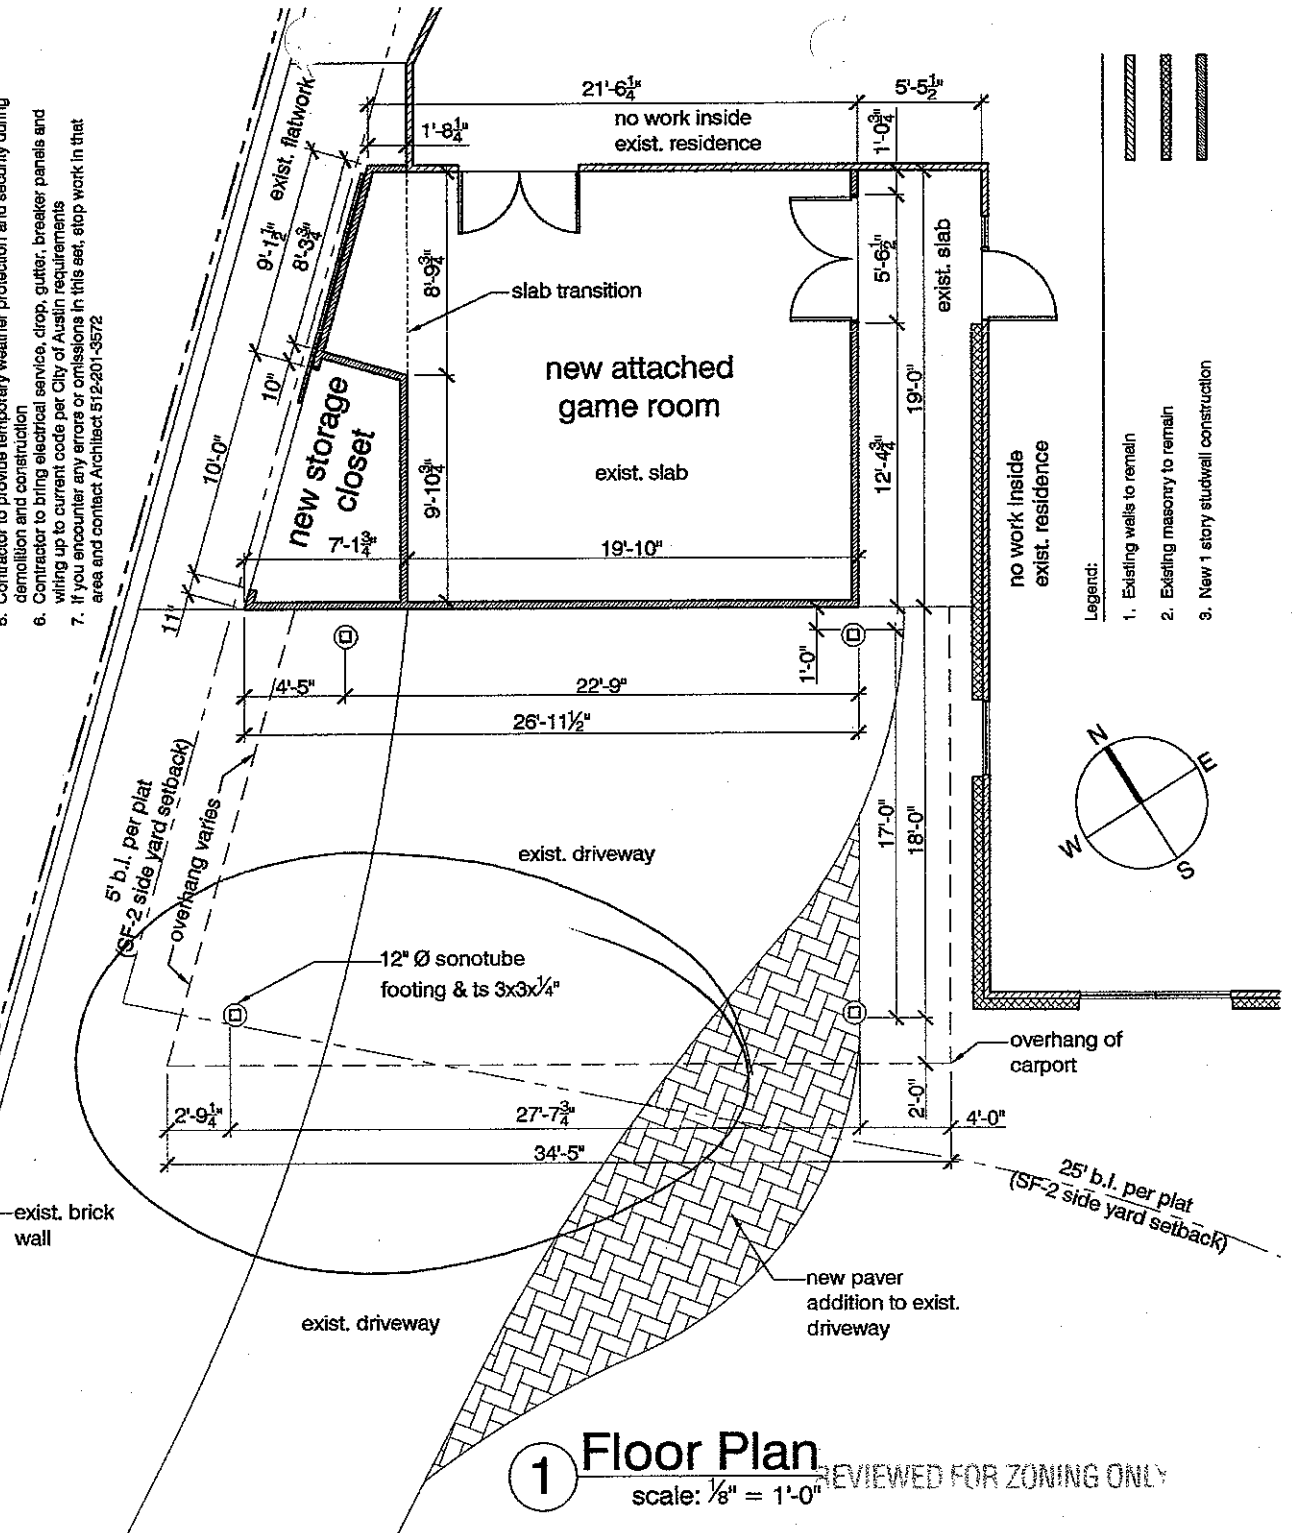 5. Contractor to provide temporary weather protection and security during
demolition and construction
6. Contractor to bring electrical service, drop, gutter, breaker panels and
wiring up to current code per City of Austin requirements
7. If you encounter any errors or omissions in this set, stop work in that
area and contact Architect 512-201-3572
exist. flatwork
21'-6¼"
5'-5½"
no work inside
exist. residence
1'-8¼"
1'-0¾"
9'-1½"
8'-3¾"
8'-9¾"
slab transition
5'-6½"
exist. slab
new attached
game room
exist. slab
10"
10'-0"
new storage
closet
9'-10¾"
12'-4¾"
19'-0"
7'-1¾"
19'-10"
11"
no work inside
exist. residence
Legend:
1. Existing walls to remain
2. Existing masonry to remain
3. New 1 story studwall construction
4'-5"
22'-9"
1'-0"
26'-11½"
N
E
W
S
5' b.l. per plat
(SF-2 side yard setback)
overhang varies
exist. driveway
17'-0"
18'-0"
12" Ø sonotube
footing & ts 3x3x¼"
overhang of
carport
2'-9¼"
27'-7¾"
2'-0"
4'-0"
34'-5"
25' b.l. per plat
(SF-2 side yard setback)
exist. brick
wall
new paver
addition to exist.
driveway
exist. driveway
1
Floor Plan
scale: ⅛" = 1'-0"
REVIEWED FOR ZONING ONLY